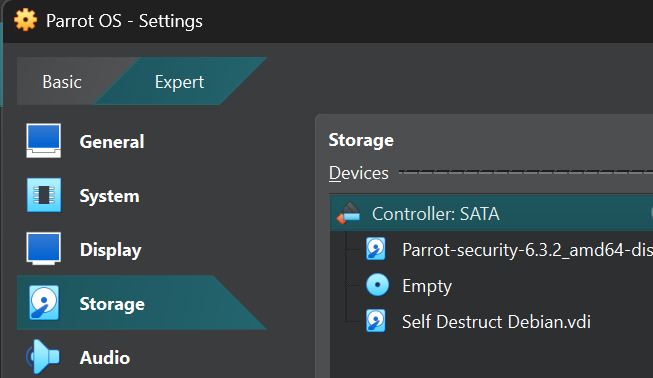 Parrot OS - Settings
Basic
Expert
General
System
Display
Storage
Audio
Storage
Devices
Controller: SATA
Parrot-security-6.3.2_amd64-dis
Empty
Self Destruct Debian.vdi